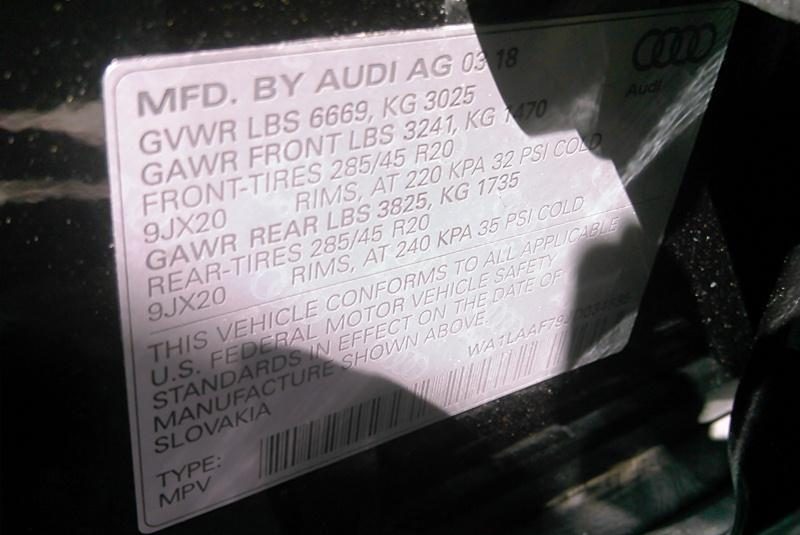 MFD. BY AUDI AG 03 18
Audi
GVWR LBS 6669, KG 3025
GAWR FRONT LBS 3241, KG 1470
FRONT-TIRES 285/45 R20
9JX20 RIMS, AT 220 KPA 32 PSI COLD
GAWR REAR LBS 3825, KG 1735
REAR-TIRES 285/45 R20
9JX20 RIMS, AT 240 KPA 35 PSI COLD
THIS VEHICLE CONFORMS TO ALL APPLICABLE
U.S. FEDERAL MOTOR VEHICLE SAFETY
STANDARDS IN EFFECT ON THE DATE OF
MANUFACTURE SHOWN ABOVE.
SLOVAKIA
TYPE:
MPV